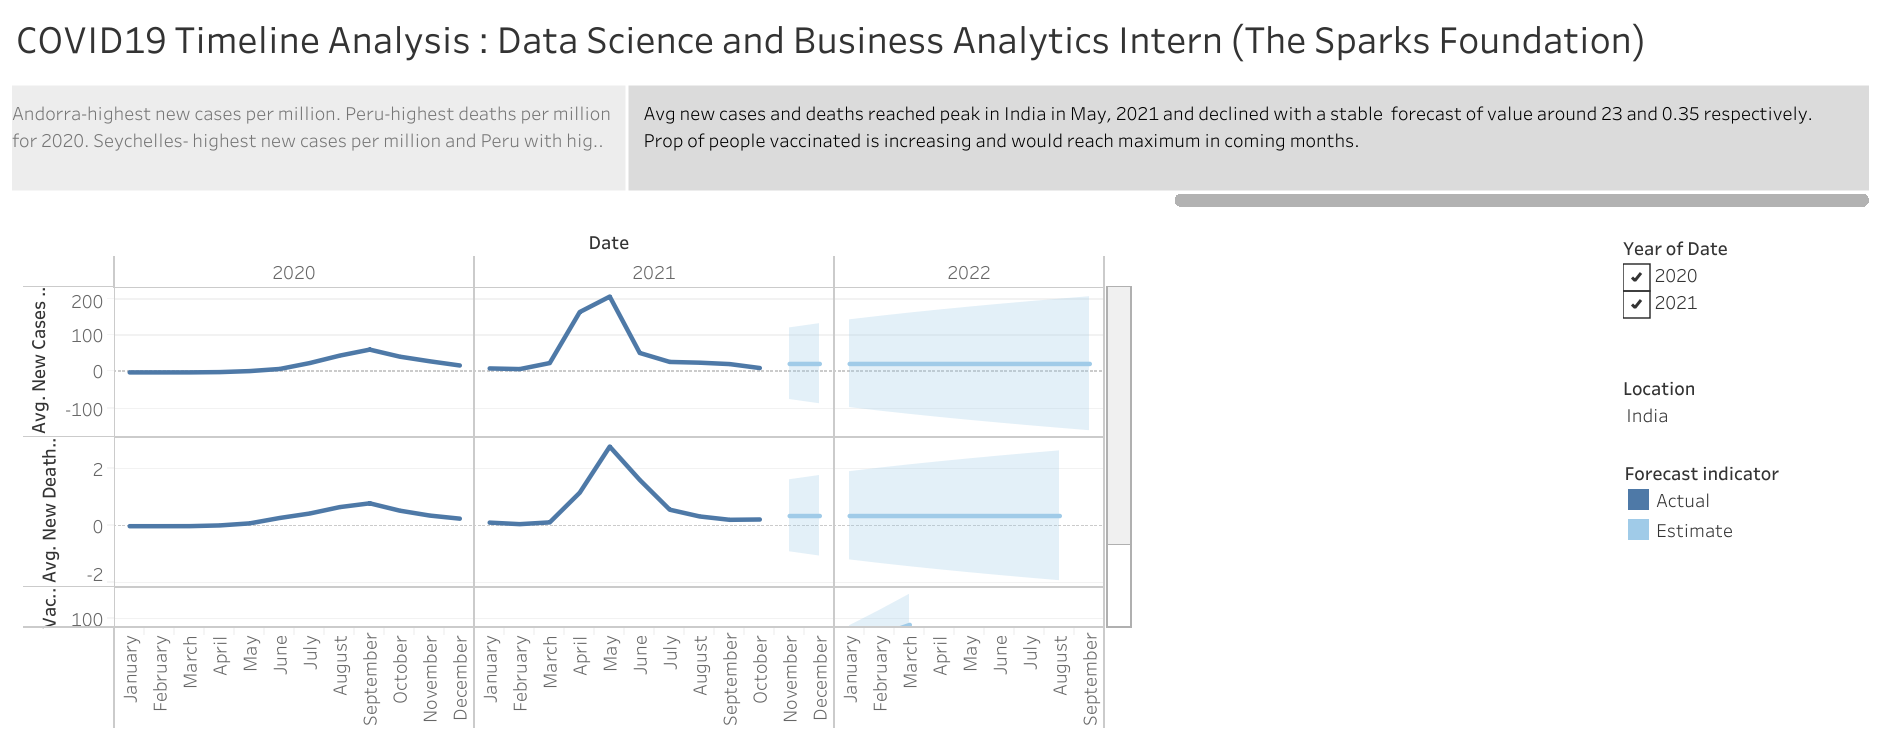 COVID19 Timeline Analysis : Data Science and Business Analytics Intern (The Sparks Foundation)
Andorra-highest new cases per million. Peru-highest deaths per million
for 2020. Seychelles- highest new cases per million and Peru with hig..
Avg new cases and deaths reached peak in India in May, 2021 and declined with a stable  forecast of value around 23 and 0.35 respectively.
Prop of people vaccinated is increasing and would reach maximum in coming months.
Date
2020
2021
2022
Avg. New Cases ..
200
100
0
-100
Avg. New Death..
2
0
-2
Vac..
100
January
February
March
April
May
June
July
August
September
October
November
December
January
February
March
April
May
June
July
August
September
October
November
December
January
February
March
April
May
June
July
August
September
Year of Date
2020
2021
Location
India
Forecast indicator
Actual
Estimate